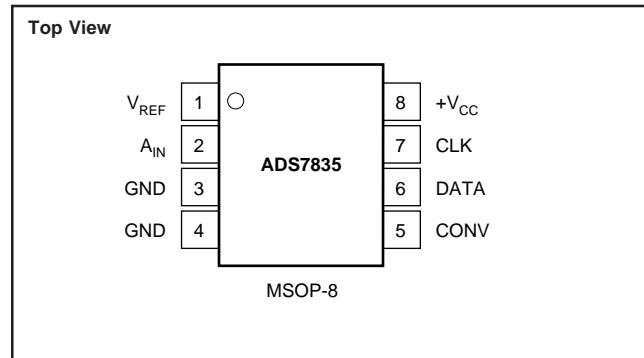 Top View
V_REF 1 8 +V_CC
A_IN 2 7 CLK
ADS7835
GND 3 6 DATA
GND 4 5 CONV
MSOP-8